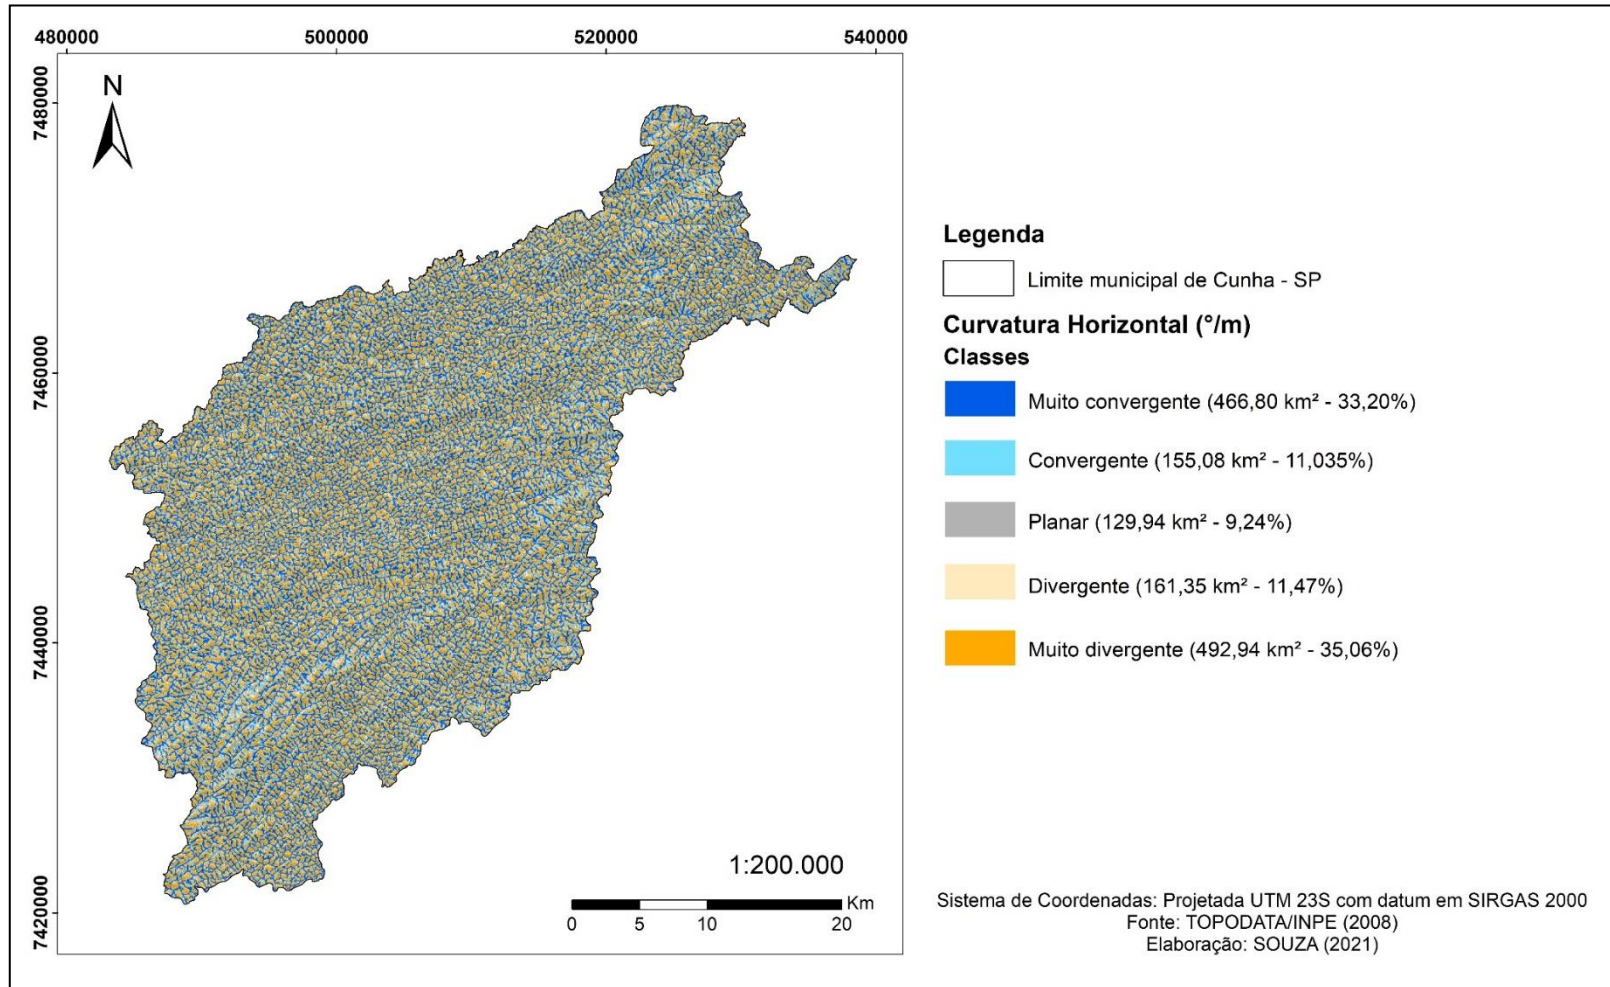 480000
500000
520000
540000
7480000
7460000
7440000
7420000
N
1:200.000
Km
0
5
10
20
Legenda
Limite municipal de Cunha - SP
Curvatura Horizontal (°/m)
Classes
Muito convergente (466,80 km² - 33,20%)
Convergente (155,08 km² - 11,035%)
Planar (129,94 km² - 9,24%)
Divergente (161,35 km² - 11,47%)
Muito divergente (492,94 km² - 35,06%)
Sistema de Coordenadas: Projetada UTM 23S com datum em SIRGAS 2000
Fonte: TOPODATA/INPE (2008)
Elaboração: SOUZA (2021)